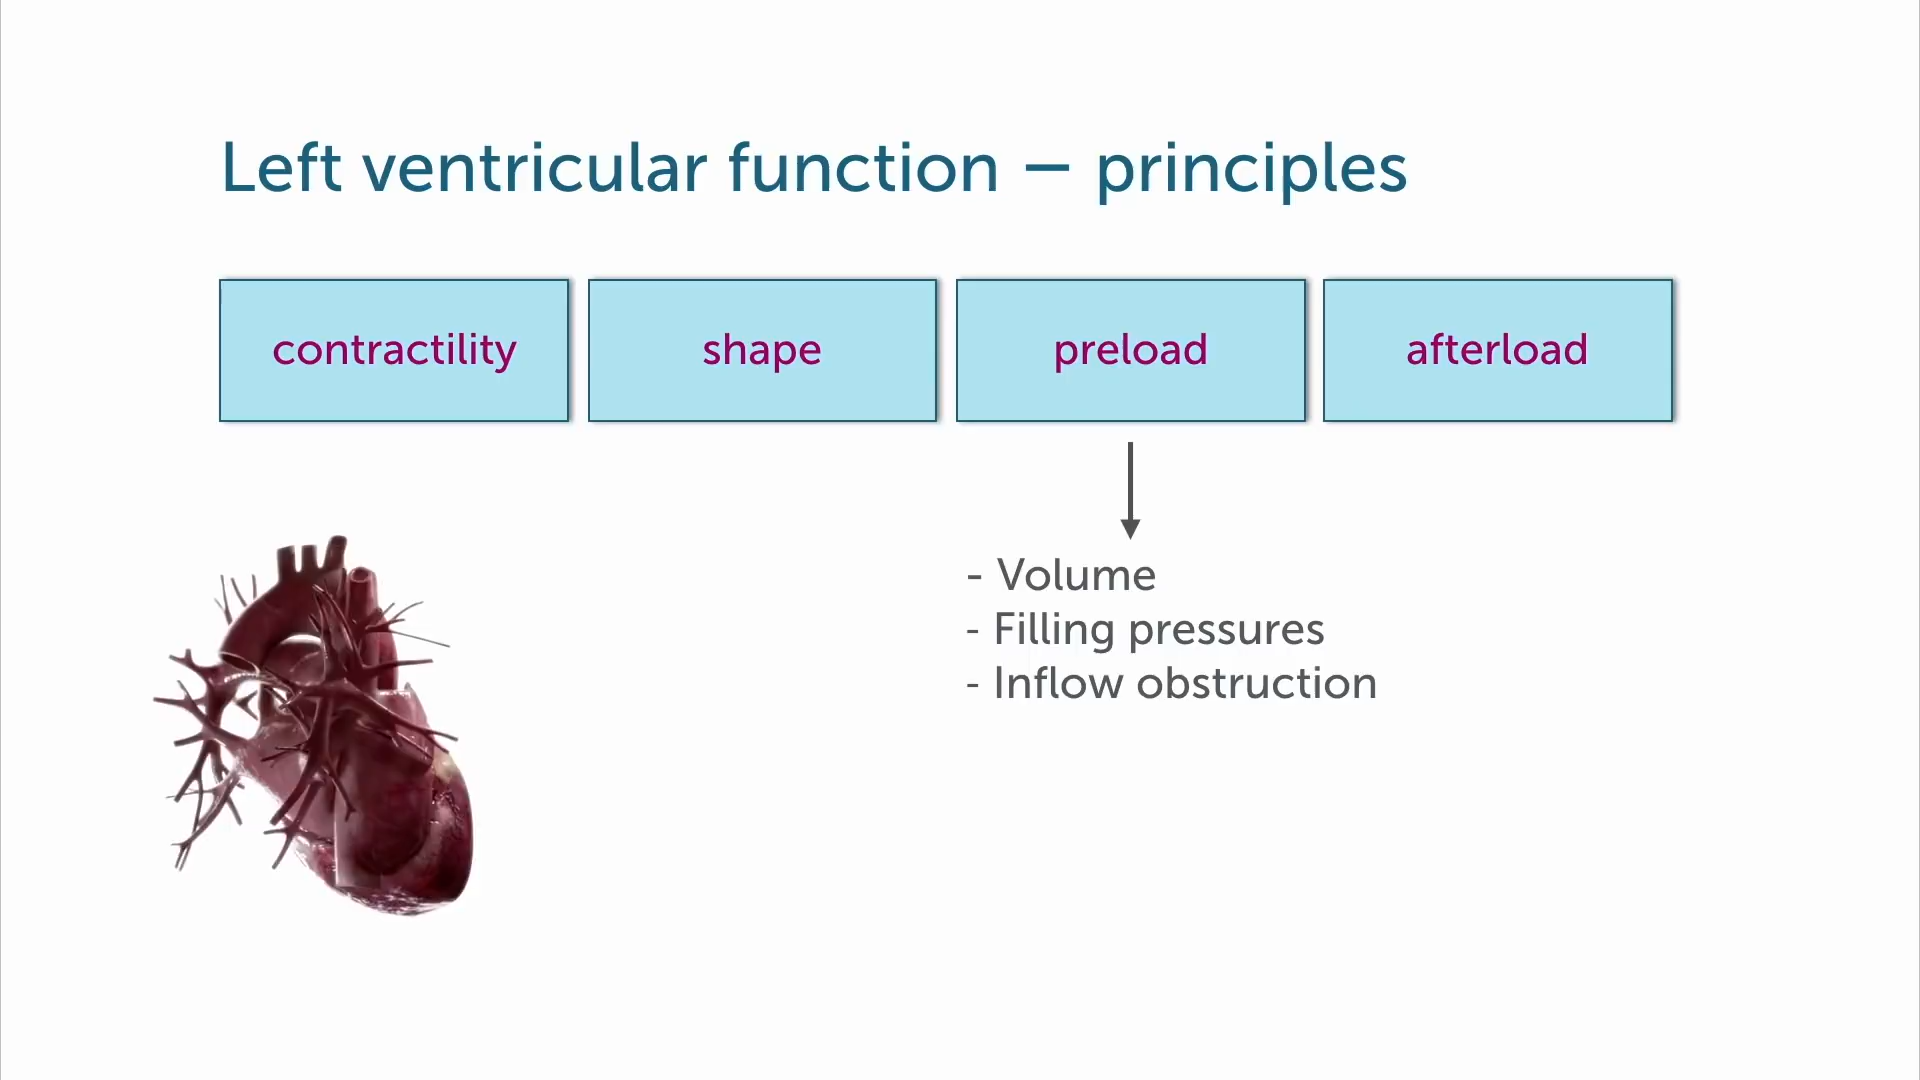 Left ventricular function – principles
contractility
shape
preload
afterload
- Volume
- Filling pressures
- Inflow obstruction